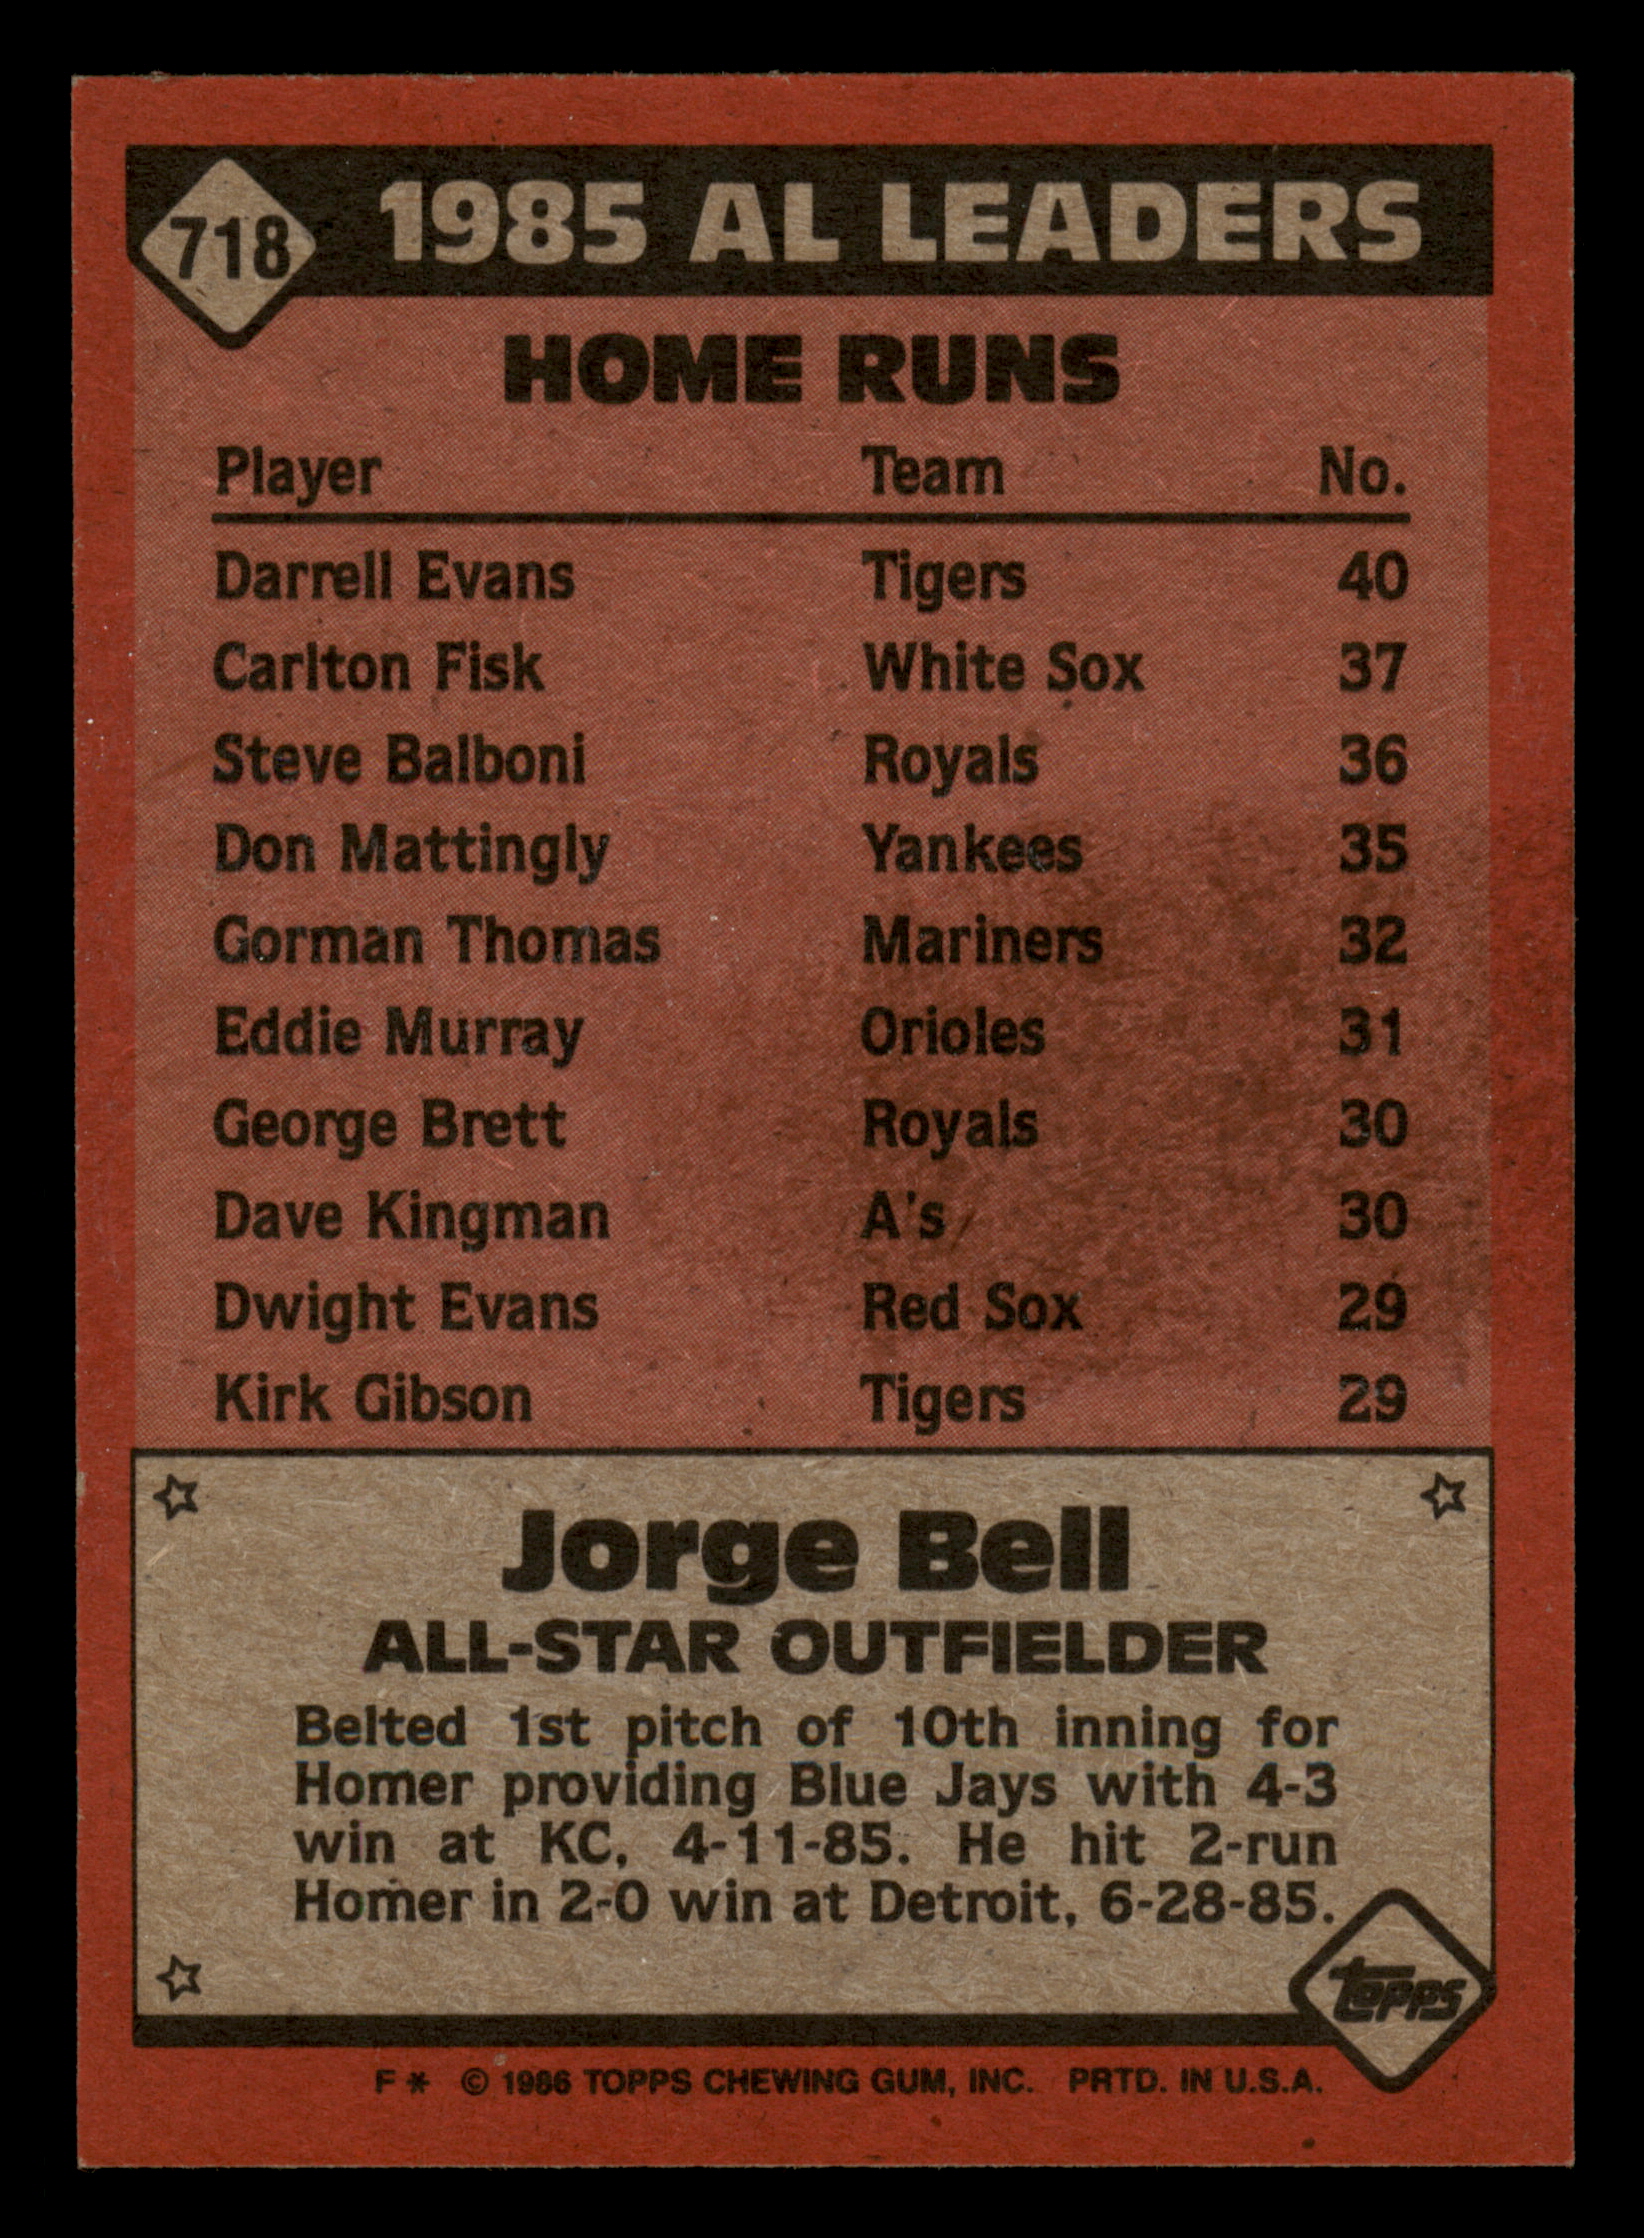 718
1985 AL LEADERS
HOME RUNS
Player Team No.
Darrell Evans Tigers 40
Carlton Fisk White Sox 37
Steve Balboni Royals 36
Don Mattingly Yankees 35
Gorman Thomas Mariners 32
Eddie Murray Orioles 31
George Brett Royals 30
Dave Kingman A's 30
Dwight Evans Red Sox 29
Kirk Gibson Tigers 29
Jorge Bell
ALL-STAR OUTFIELDER
Belted 1st pitch of 10th inning for
Homer providing Blue Jays with 4-3
win at KC, 4-11-85. He hit 2-run
Homer in 2-0 win at Detroit, 6-28-85.
topps
F * © 1986 TOPPS CHEWING GUM, INC. PRTD. IN U.S.A.